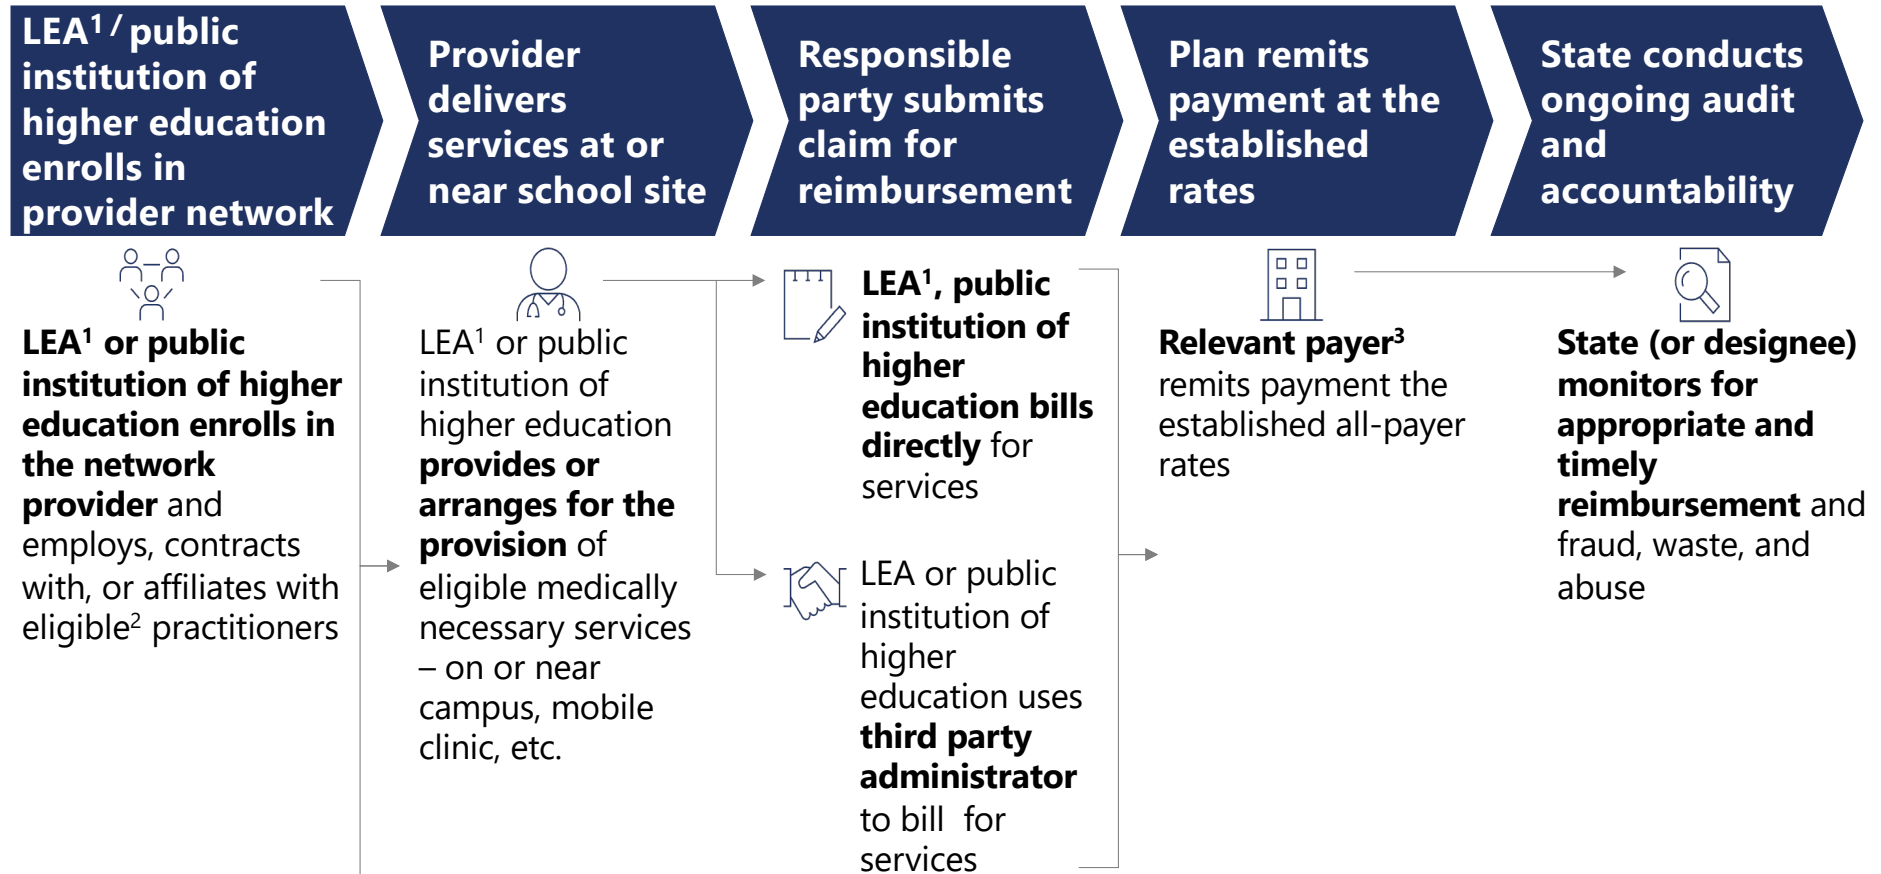 LEA¹ / public
institution of
higher education
enrolls in
provider network
Provider
delivers
services at or
near school site
Responsible
party submits
claim for
reimbursement
Plan remits
payment at the
established
rates
State conducts
ongoing audit
and
accountability
LEA¹ or public
institution of higher
education enrolls in
the network
provider and
employs, contracts
with, or affiliates with
eligible² practitioners
LEA¹ or public
institution of
higher education
provides or
arranges for the
provision of
eligible medically
necessary services
– on or near
campus, mobile
clinic, etc.
LEA¹, public
institution of
higher
education bills
directly for
services
LEA or public
institution of
higher
education uses
third party
administrator
to bill  for
services
Relevant payer³
remits payment the
established all-payer
rates
State (or designee)
monitors for
appropriate and
timely
reimbursement and
fraud, waste, and
abuse